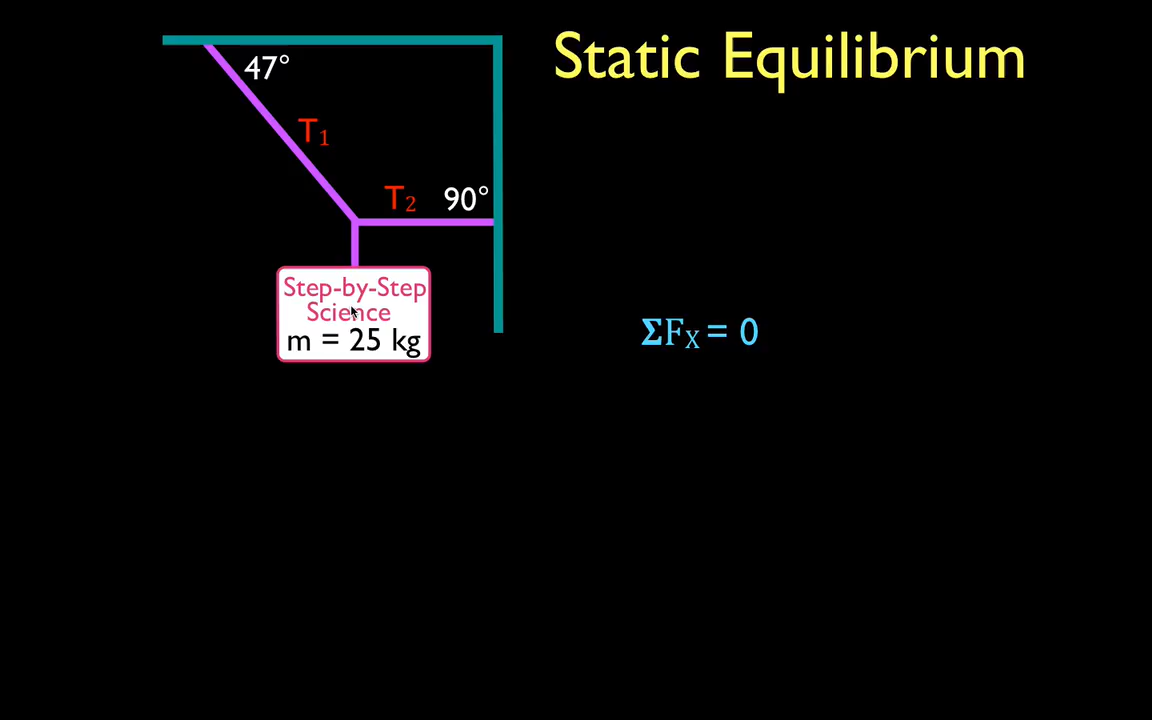 Static Equilibrium
47°
T₁
T₂ 90°
Step-by-Step
Science
m = 25 kg
ΣFₓ = 0